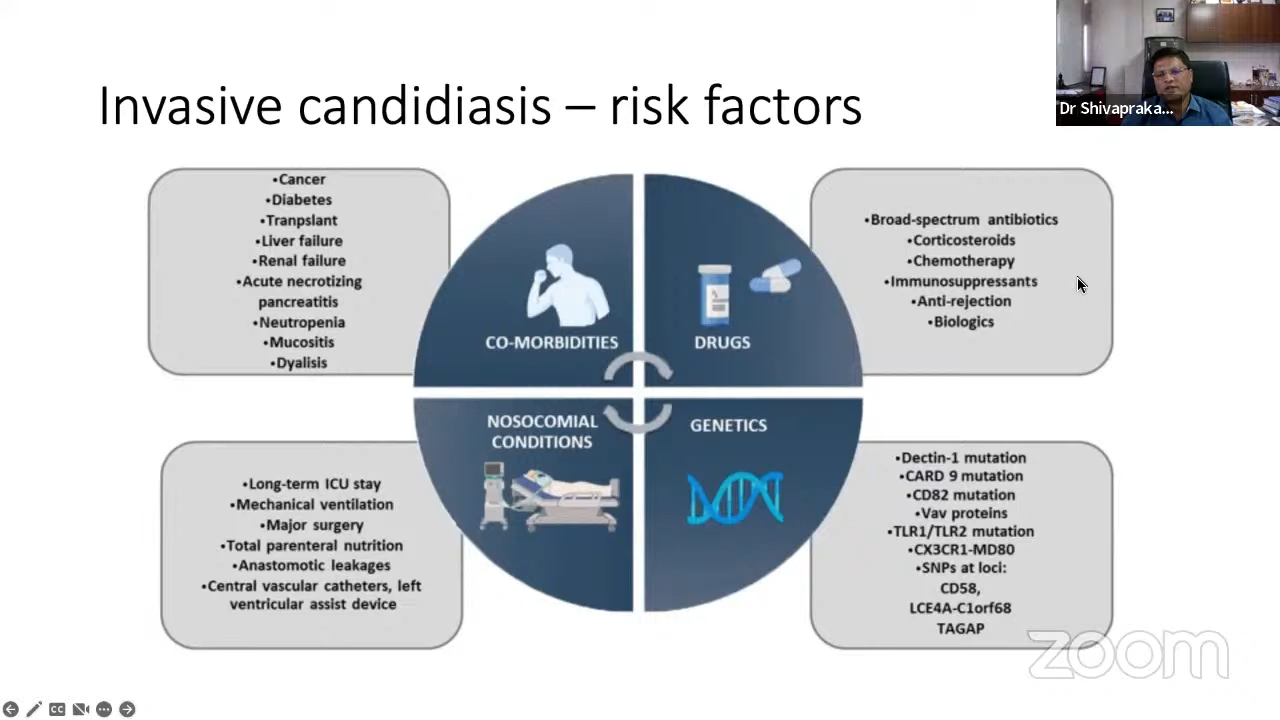 Invasive candidiasis – risk factors
Dr Shivapraka...
•Cancer
•Diabetes
•Tranpslant
•Liver failure
•Renal failure
•Acute necrotizing
pancreatitis
•Neutropenia
•Mucositis
•Dyalisis
CO-MORBIDITIES
DRUGS
•Broad-spectrum antibiotics
•Corticosteroids
•Chemotherapy
•Immunosuppressants
•Anti-rejection
•Biologics
NOSOCOMIAL
CONDITIONS
GENETICS
•Long-term ICU stay
•Mechanical ventilation
•Major surgery
•Total parenteral nutrition
•Anastomotic leakages
•Central vascular catheters, left
ventricular assist device
•Dectin-1 mutation
•CARD 9 mutation
•CD82 mutation
•Vav proteins
•TLR1/TLR2 mutation
•CX3CR1-MD80
•SNPs at loci:
CD58,
LCE4A-C1orf68
TAGAP
zoom
CC